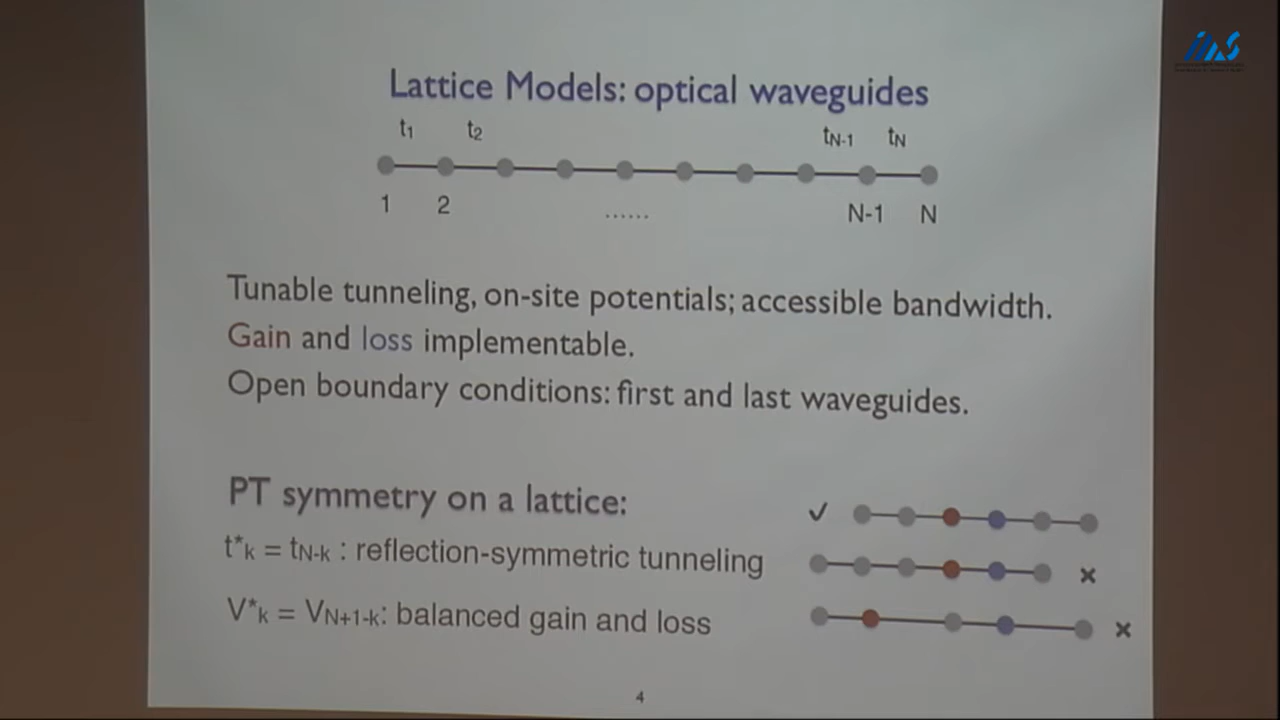 Lattice Models: optical waveguides
t1 t2 tN-1 tN
1 2 ...... N-1 N
Tunable tunneling, on-site potentials; accessible bandwidth.
Gain and loss implementable.
Open boundary conditions: first and last waveguides.
PT symmetry on a lattice:
t*k = tN-k : reflection-symmetric tunneling
V*k = VN+1-k: balanced gain and loss
4